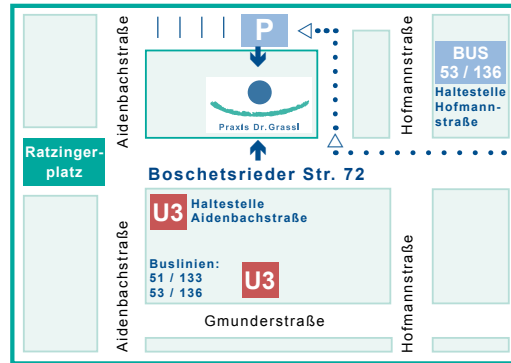 Aidenbachstraße
P
Hofmannstraße
BUS
53 / 136
Haltestelle
Hofmann-
straße
Praxis Dr.Grassl
Ratzinger-
platz
Boschetsrieder Str. 72
U3
Haltestelle
Aidenbachstraße
Aidenbachstraße
Buslinien:
51 / 133
53 / 136
U3
Hofmannstraße
Gmunderstraße